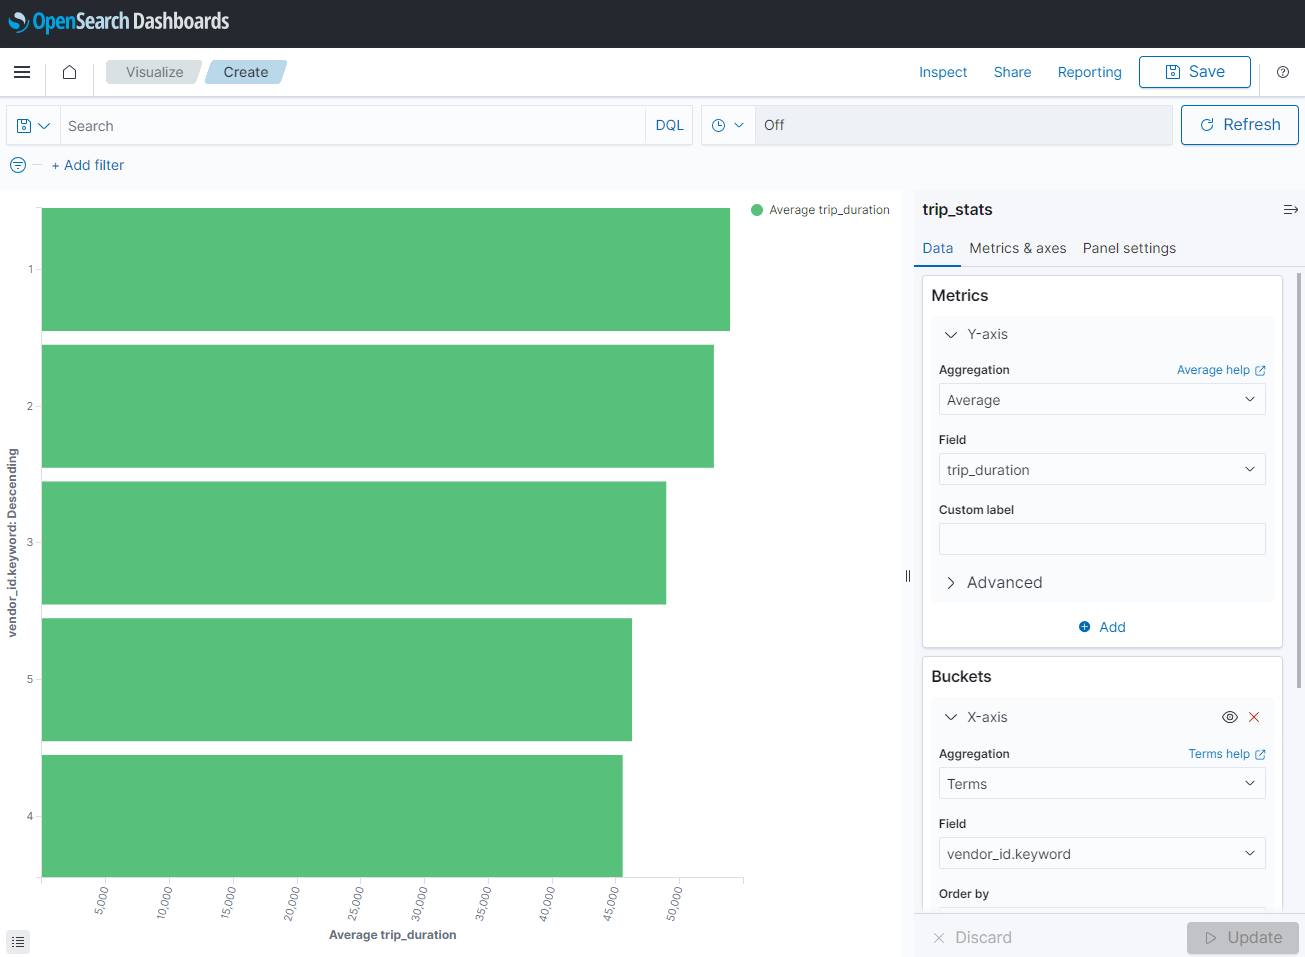 OpenSearch Dashboards
Visualize Create Inspect Share Reporting Save
Search DQL Off Refresh
+ Add filter
Average trip_duration
vendor_id.keyword: Descending
1
2
3
5
4
5,000 10,000 15,000 20,000 25,000 30,000 35,000 40,000 45,000 50,000
Average trip_duration
trip_stats
Data Metrics & axes Panel settings
Metrics
Y-axis
Aggregation Average help
Average
Field
trip_duration
Custom label
Advanced
Add
Buckets
X-axis
Aggregation Terms help
Terms
Field
vendor_id.keyword
Order by
Discard Update